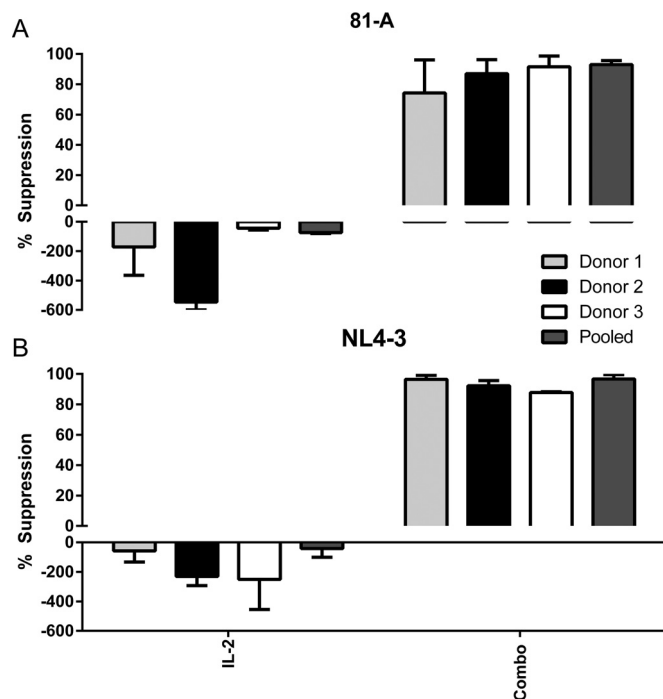 A
81-A
% Suppression
100
80
60
40
20
0
0
-200
-400
-600
Donor 1
Donor 2
Donor 3
Pooled
B
NL4-3
% Suppression
100
80
60
40
20
0
0
-200
-400
-600
IL-2
Combo